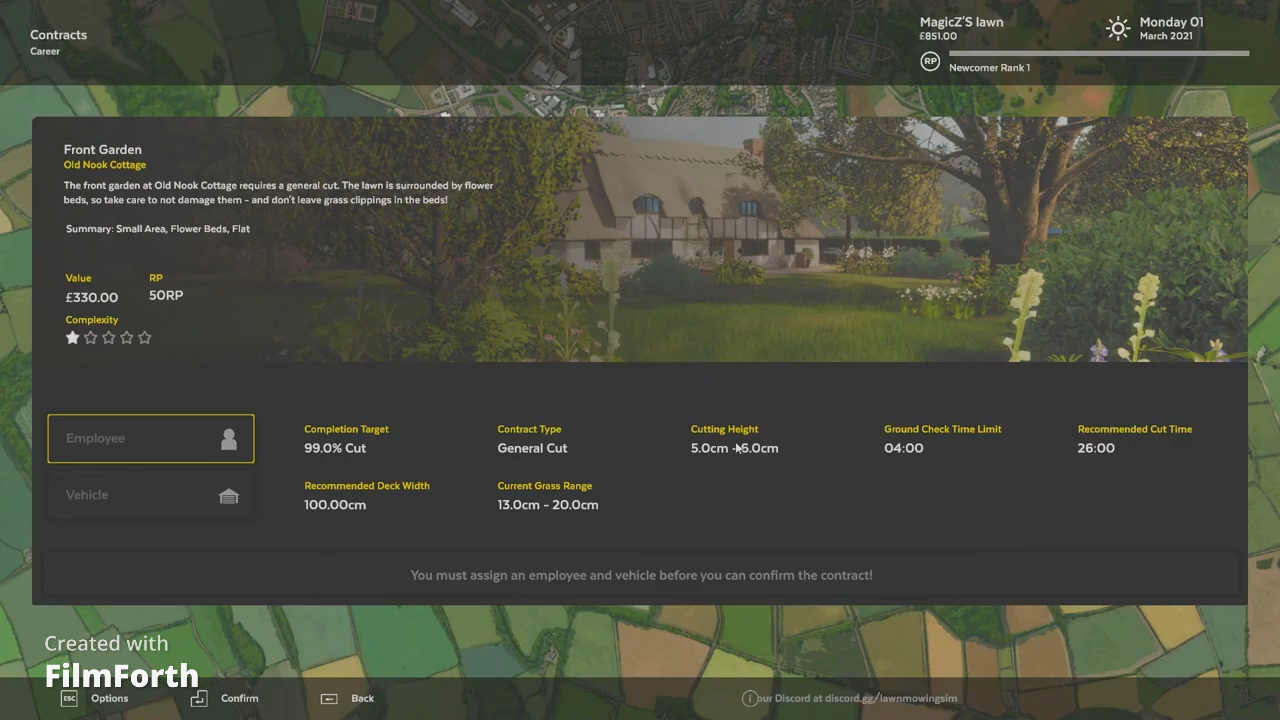 Contracts
Career
MagicZ'S lawn
£851.00
Monday 01
March 2021
RP
Newcomer Rank 1
Front Garden
Old Nook Cottage
The front garden at Old Nook Cottage requires a general cut. The lawn is surrounded by flower
beds, so take care to not damage them - and don't leave grass clippings in the beds!
Summary: Small Area, Flower Beds, Flat
Value
RP
£330.00
50RP
Complexity
Employee
Vehicle
Completion Target
99.0% Cut
Contract Type
General Cut
Cutting Height
5.0cm - 6.0cm
Ground Check Time Limit
04:00
Recommended Cut Time
26:00
Recommended Deck Width
100.00cm
Current Grass Range
13.0cm - 20.0cm
You must assign an employee and vehicle before you can confirm the contract!
Created with
FilmForth
ESC Options
Confirm
Back
our Discord at discord.gg/lawnmowingsim